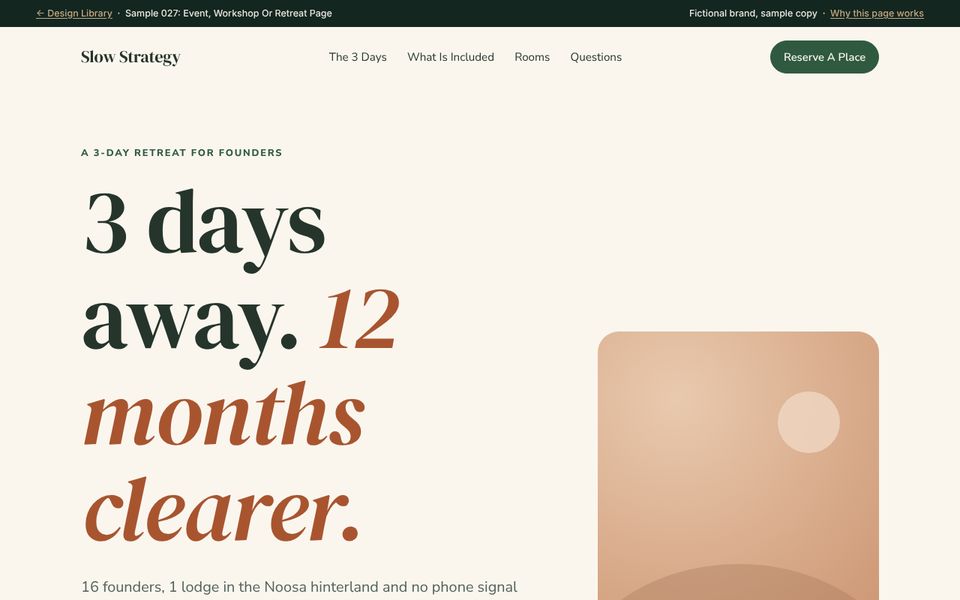 ← Design Library · Sample 027: Event, Workshop Or Retreat Page
Fictional brand, sample copy · Why this page works
Slow Strategy
The 3 Days
What Is Included
Rooms
Questions
Reserve A Place
A 3-DAY RETREAT FOR FOUNDERS
3 days
away. 12
months
clearer.
16 founders, 1 lodge in the Noosa hinterland and no phone signal